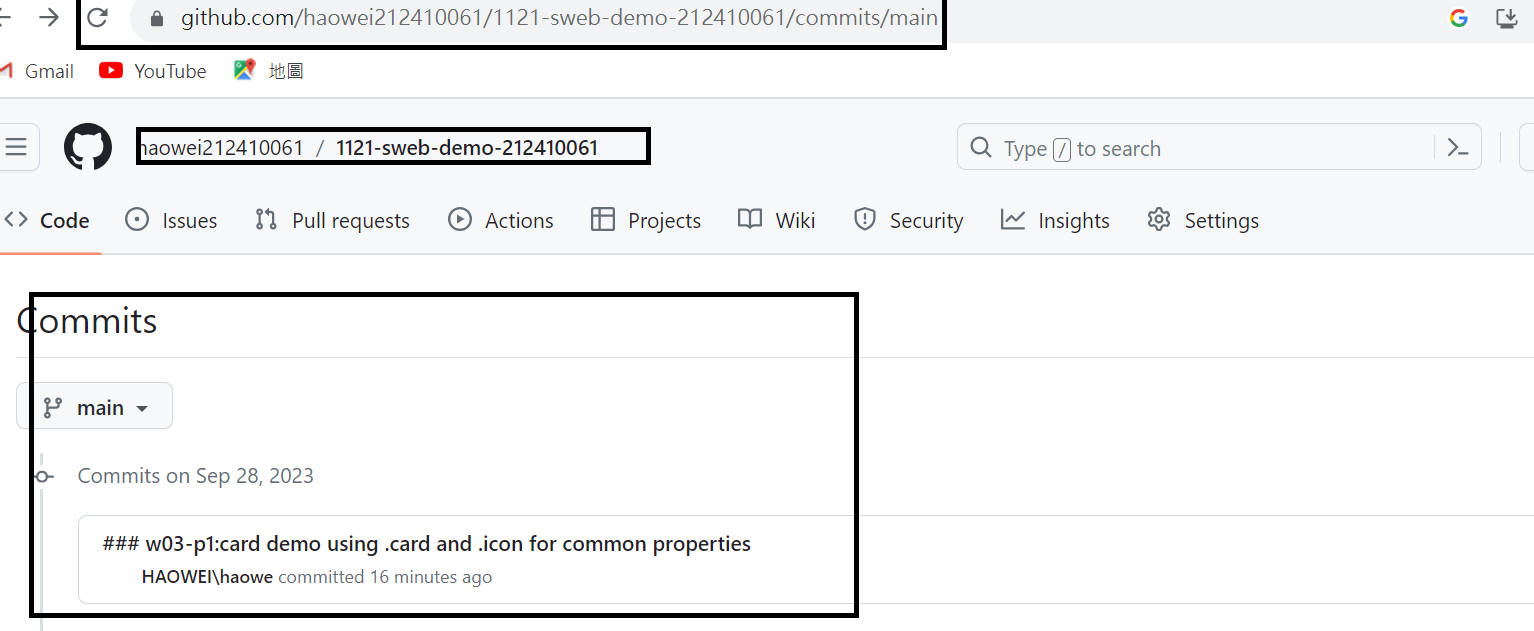 github.com/haowei212410061/1121-sweb-demo-212410061/commits/main
Gmail YouTube 地圖
haowei212410061 / 1121-sweb-demo-212410061
Type / to search
Code Issues Pull requests Actions Projects Wiki Security Insights Settings
Commits
main
Commits on Sep 28, 2023
### w03-p1:card demo using .card and .icon for common properties
HAOWEI\haowe committed 16 minutes ago